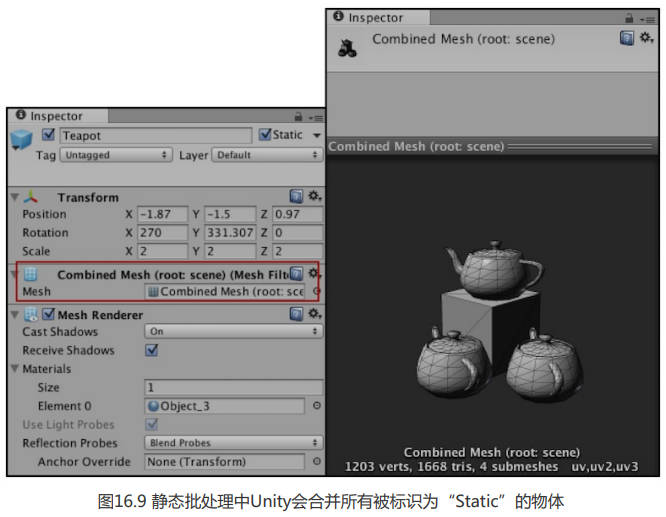 Inspector
Combined Mesh (root: scene)
Combined Mesh (root: scene)
Combined Mesh (root: scene)
1203 verts, 1668 tris, 4 submeshes uv,uv2,uv3
Inspector
Teapot Static
Tag Untagged Layer Default
Transform
Position X -1.87 Y -1.5 Z 0.97
Rotation X 270 Y 331.307 Z 0
Scale X 2 Y 2 Z 2
Combined Mesh (root: scene) (Mesh Filt
Mesh Combined Mesh (root: sce
Mesh Renderer
Cast Shadows On
Receive Shadows
Materials
Size 1
Element 0 Object_3
Use Light Probes
Reflection Probes Blend Probes
Anchor Override None (Transform)
图16.9 静态批处理中Unity会合并所有被标识为“Static”的物体